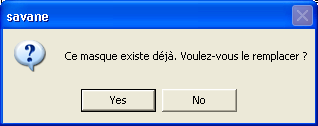 savane
Ce masque existe déjà. Voulez-vous le remplacer ?
Yes
No